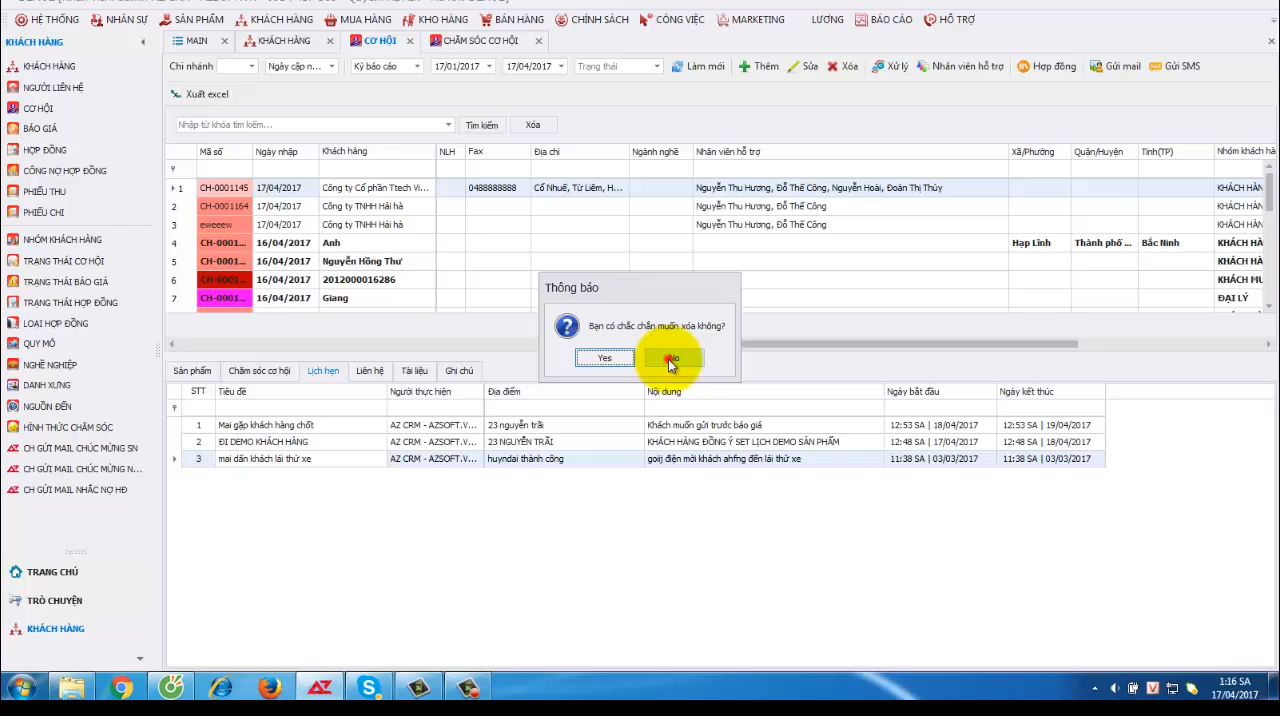 HỆ THỐNG NHÂN SỰ SẢN PHẨM KHÁCH HÀNG MUA HÀNG KHO HÀNG BÁN HÀNG CHÍNH SÁCH CÔNG VIỆC MARKETING LƯƠNG BÁO CÁO HỖ TRỢ
KHÁCH HÀNG
MAIN KHÁCH HÀNG CƠ HỘI CHĂM SÓC CƠ HỘI
Chi nhánh Ngày cập n... Kỳ báo cáo 17/01/2017 17/04/2017 Trạng thái Làm mới Thêm Sửa Xóa Xử lý Nhân viên hỗ trợ Hợp đồng Gửi mail Gửi SMS
Xuất excel
Nhập từ khóa tìm kiếm... Tìm kiếm Xóa
KHÁCH HÀNG
NGƯỜI LIÊN HỆ
CƠ HỘI
BÁO GIÁ
HỢP ĐỒNG
CÔNG NỢ HỢP ĐỒNG
PHIẾU THU
PHIẾU CHI
NHÓM KHÁCH HÀNG
TRẠNG THÁI CƠ HỘI
TRẠNG THÁI BÁO GIÁ
TRẠNG THÁI HỢP ĐỒNG
LOẠI HỢP ĐỒNG
QUY MÔ
NGHỀ NGHIỆP
DANH XƯNG
NGUỒN ĐẾN
HÌNH THỨC CHĂM SÓC
CH GỬI MAIL CHÚC MỪNG SN
CH GỬI MAIL CHÚC MỪNG N...
CH GỬI MAIL NHẮC NỢ HĐ
TRANG CHỦ
TRÒ CHUYỆN
KHÁCH HÀNG
Mã số Ngày nhập Khách hàng NLH Fax Địa chỉ Ngành nghề Nhân viên hỗ trợ Xã/Phường Quận/Huyện Tỉnh(TP) Nhóm khách hà
1 CH-0001145 17/04/2017 Công ty Cổ phần Ttech Vi... 0488888888 Cổ Nhuế, Từ Liêm, H... Nguyễn Thu Hương, Đỗ Thế Công, Nguyễn Hoài, Đoàn Thị Thủy KHÁCH HÀN
2 CH-0001164 17/04/2017 Công ty TNHH Hải hà Nguyễn Thu Hương, Đỗ Thế Công KHÁCH HÀN
3 eweeew 17/04/2017 Công ty TNHH Hải hà Nguyễn Thu Hương, Đỗ Thế Công KHÁCH HÀN
4 CH-0001... 16/04/2017 Anh Hạp Lĩnh Thành phố ... Bắc Ninh KHÁCH HÀ
5 CH-0001... 16/04/2017 Nguyễn Hồng Thư KHÁCH HÀ
6 CH-0001... 16/04/2017 2012000016286 KHÁCH MU
7 CH-0001... 16/04/2017 Giang ĐẠI LÝ
Thông báo
Bạn có chắc chắn muốn xóa không?
Yes No
Sản phẩm Chăm sóc cơ hội Lịch hẹn Liên hệ Tài liệu Ghi chú
STT Tiêu đề Người thực hiện Địa điểm Nội dung Ngày bắt đầu Ngày kết thúc
1 Mai gặp khách hàng chốt AZ CRM - AZSOFT.V... 23 nguyễn trãi Khách muốn gửi trước báo giá 12:53 SA | 18/04/2017 12:53 SA | 19/04/2017
2 ĐI DEMO KHÁCH HÀNG AZ CRM - AZSOFT.V... 23 NGUYỄN TRÃI KHÁCH HÀNG ĐỒNG Ý SET LỊCH DEMO SẢN PHẨM 12:48 SA | 17/04/2017 12:48 SA | 18/04/2017
3 mai dẫn khách lái thử xe AZ CRM - AZSOFT.V... huyndai thành công goij điện mời khách ahfng đến lái thử xe 11:38 SA | 03/03/2017 11:38 SA | 03/03/2017
1:16 SA
17/04/2017